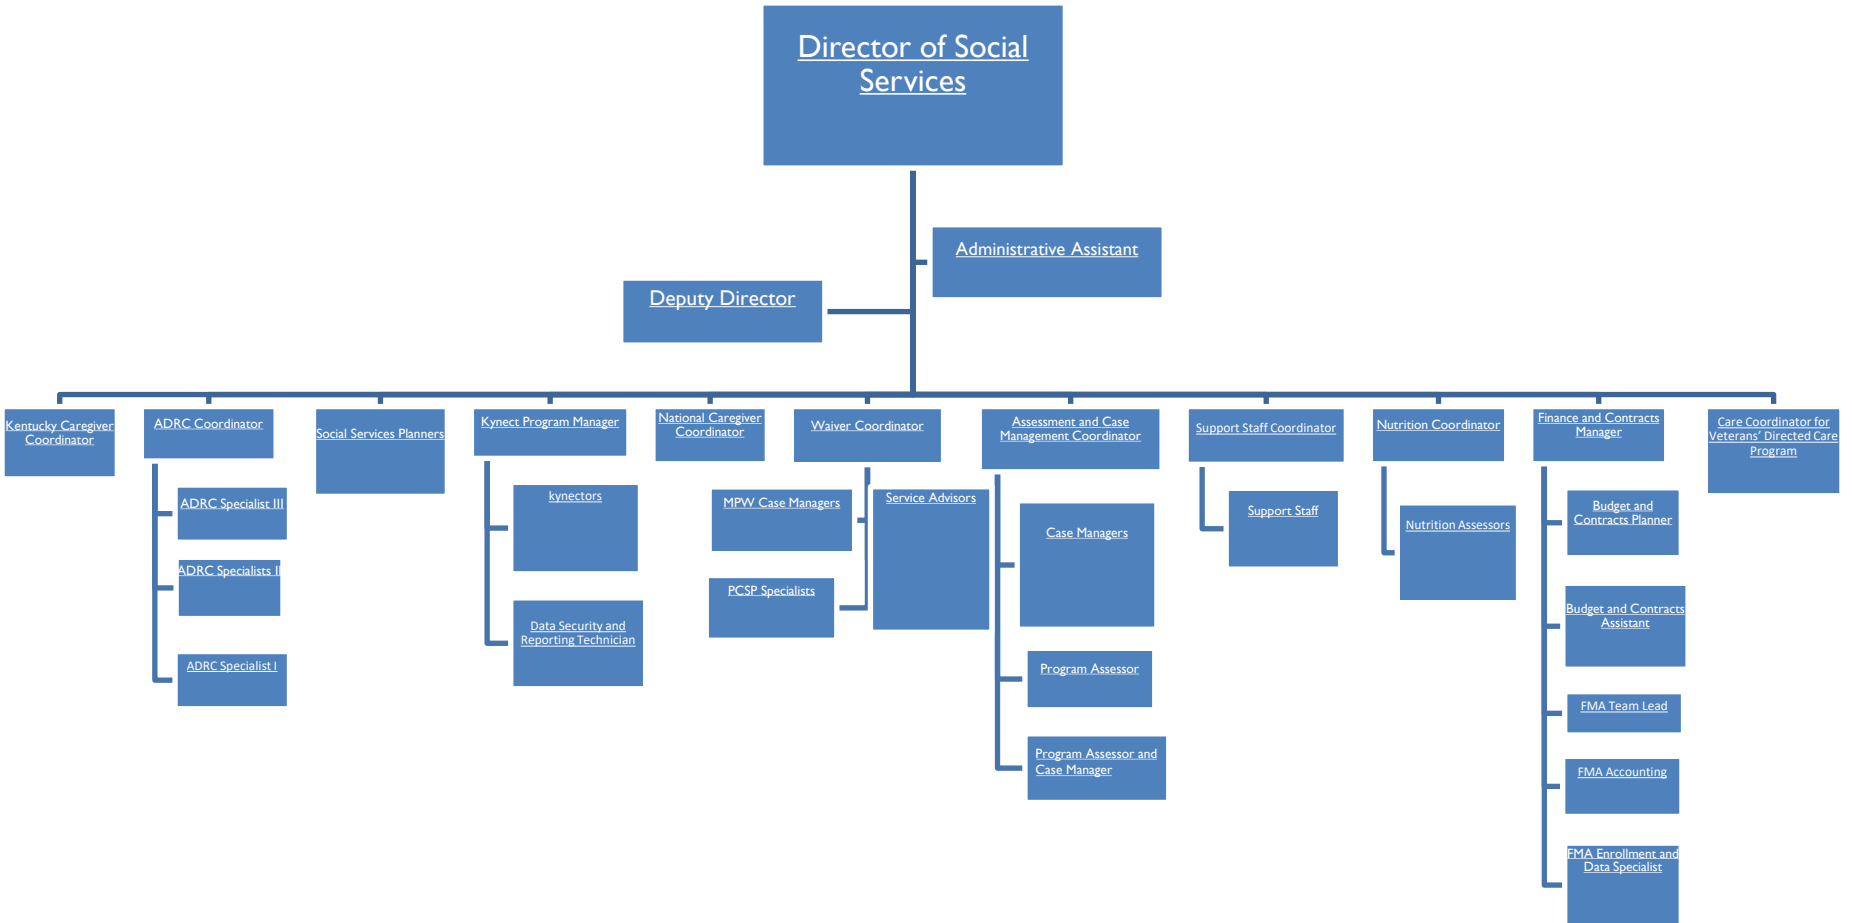 Director of Social
Services
Administrative Assistant
Deputy Director
Kentucky Caregiver
Coordinator
ADRC Coordinator
ADRC Specialist III
ADRC Specialists II
ADRC Specialist I
Social Services Planners
Kynect Program Manager
kynectors
Data Security and
Reporting Technician
National Caregiver
Coordinator
Waiver Coordinator
MPW Case Managers
PCSP Specialists
Service Advisors
Assessment and Case
Management Coordinator
Case Managers
Program Assessor
Program Assessor and
Case Manager
Support Staff Coordinator
Support Staff
Nutrition Coordinator
Nutrition Assessors
Finance and Contracts
Manager
Budget and
Contracts Planner
Budget and Contracts
Assistant
FMA Team Lead
FMA Accounting
FMA Enrollment and
Data Specialist
Care Coordinator for
Veterans’ Directed Care
Program